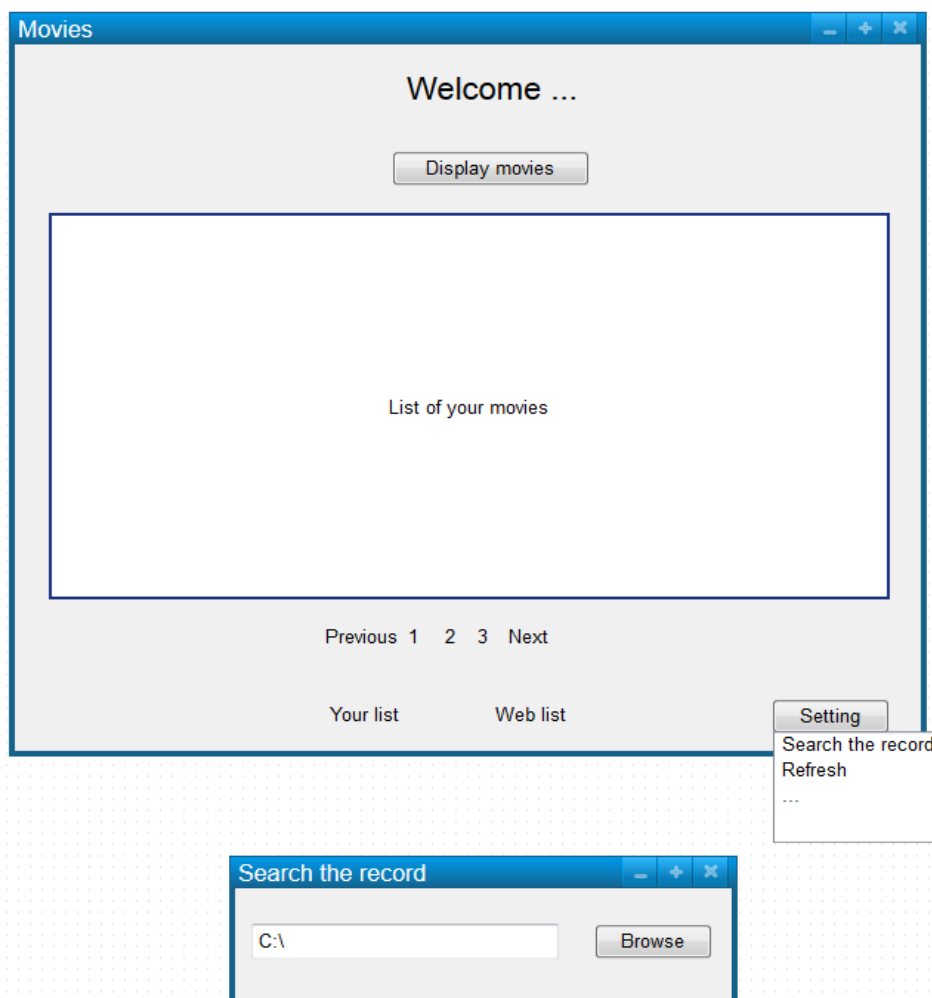 Movies
Welcome ...
Display movies
List of your movies
Previous 1 2 3 Next
Your list Web list Setting
Search the record
Refresh
...
Search the record
C:\ Browse